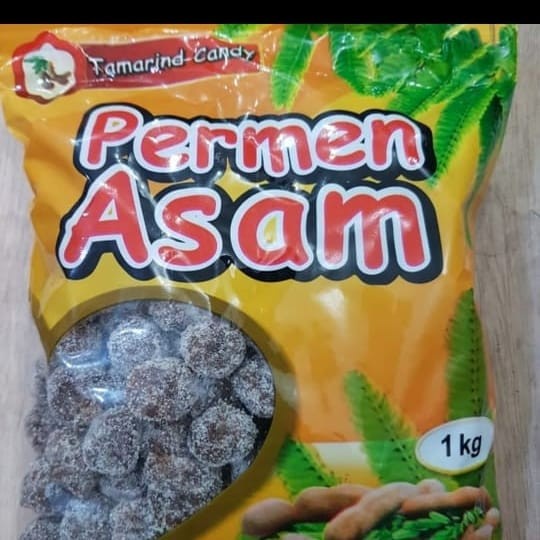 Tamarind Candy
Permen
Asam
1 kg